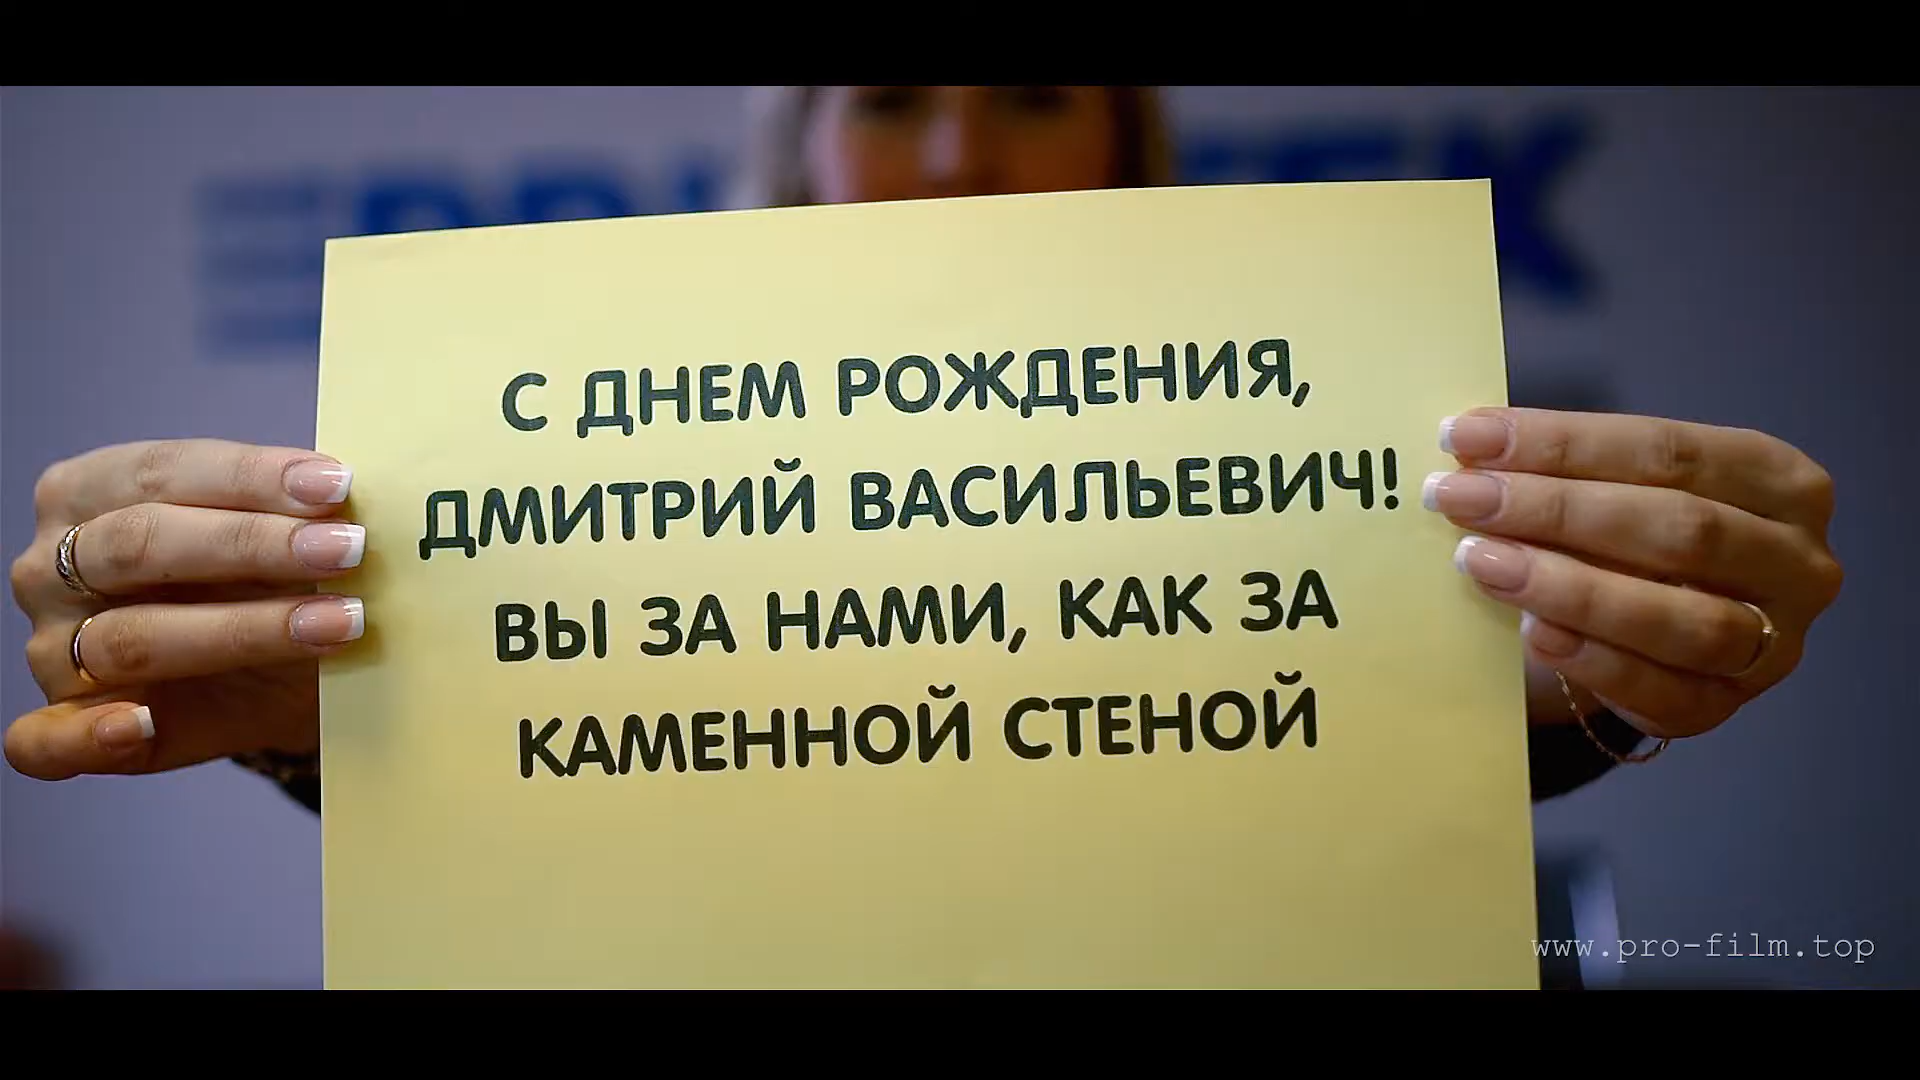 С ДНЕМ РОЖДЕНИЯ,
ДМИТРИЙ ВАСИЛЬЕВИЧ!
ВЫ ЗА НАМИ, КАК ЗА
КАМЕННОЙ СТЕНОЙ
www.pro-film.top